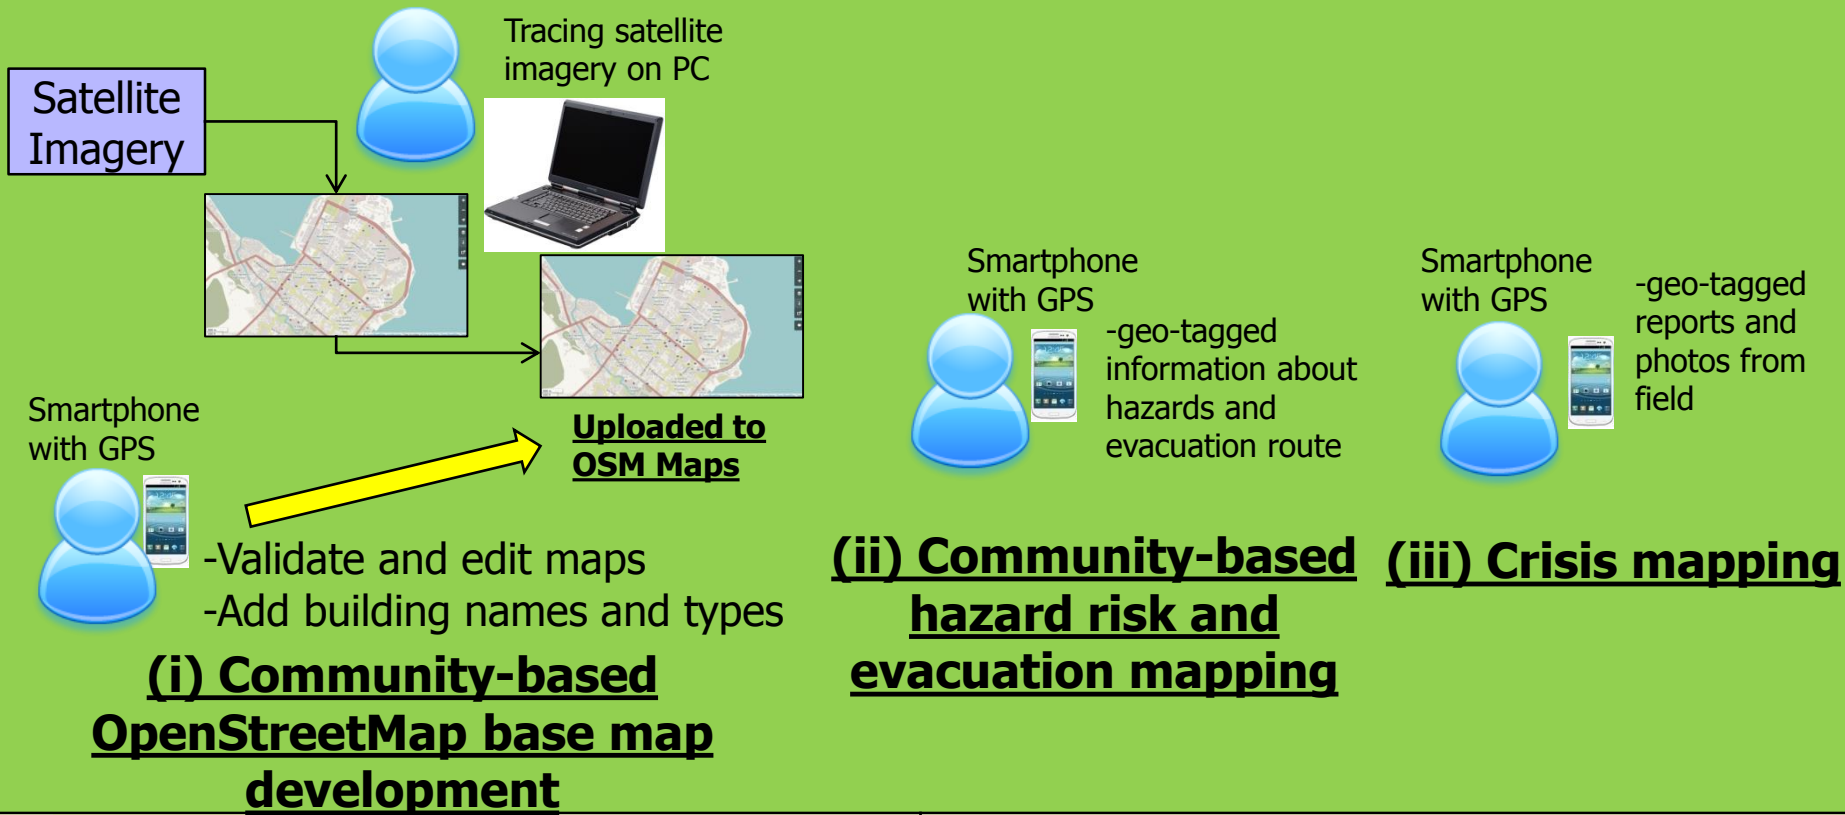 Tracing satellite
imagery on PC
Satellite
Imagery
Smartphone
with GPS
Uploaded to
OSM Maps
-Validate and edit maps
-Add building names and types
(i) Community-based
OpenStreetMap base map
development
Smartphone
with GPS
-geo-tagged
information about
hazards and
evacuation route
(ii) Community-based
hazard risk and
evacuation mapping
Smartphone
with GPS
-geo-tagged
reports and
photos from
field
(iii) Crisis mapping